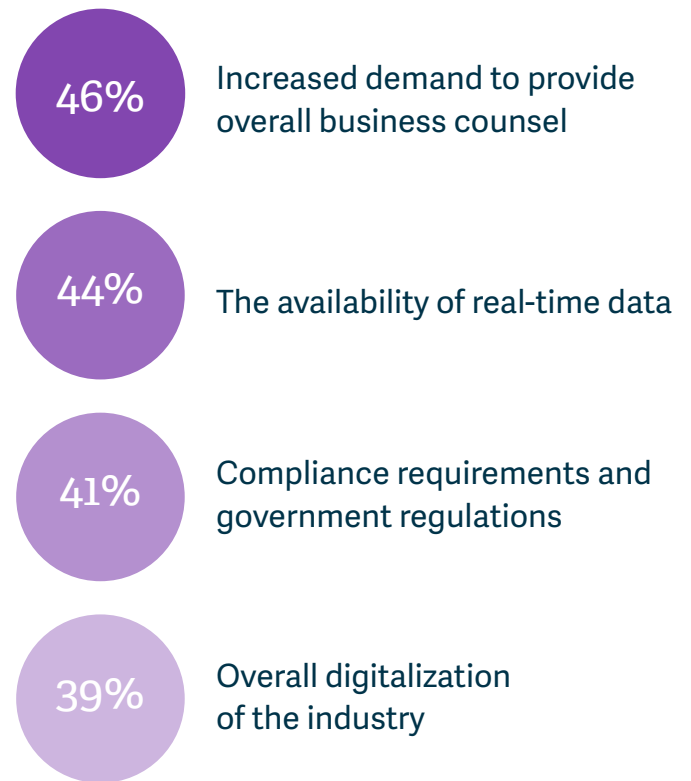 46%
Increased demand to provide
overall business counsel
44%
The availability of real-time data
41%
Compliance requirements and
government regulations
39%
Overall digitalization
of the industry